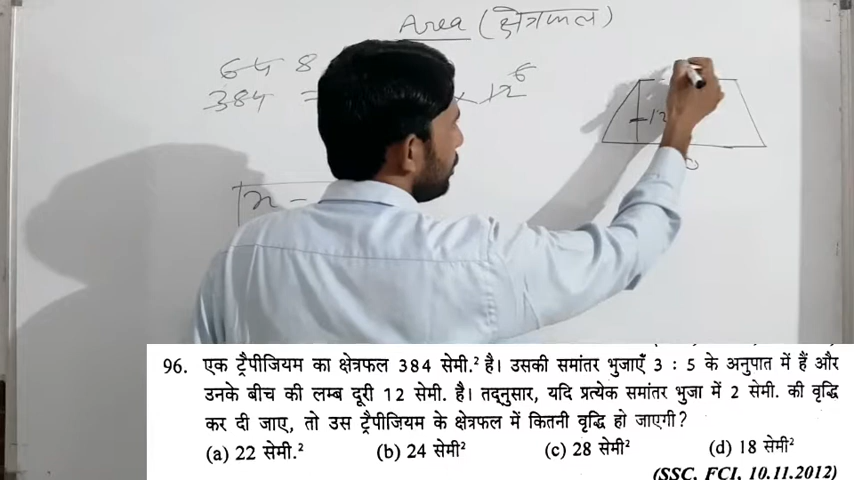 Area (क्षेत्रफल)
64 8 6
384 = 12
12
x -
0
96. एक ट्रैपीजियम का क्षेत्रफल 384 सेमी.² है। उसकी समांतर भुजाएँ 3 : 5 के अनुपात में हैं और
उनके बीच की लम्ब दूरी 12 सेमी. है। तद्नुसार, यदि प्रत्येक समांतर भुजा में 2 सेमी. की वृद्धि
कर दी जाए, तो उस ट्रैपीजियम के क्षेत्रफल में कितनी वृद्धि हो जाएगी?
(a) 22 सेमी.² (b) 24 सेमी² (c) 28 सेमी² (d) 18 सेमी²
(SSC, FCI, 10.11.2012)